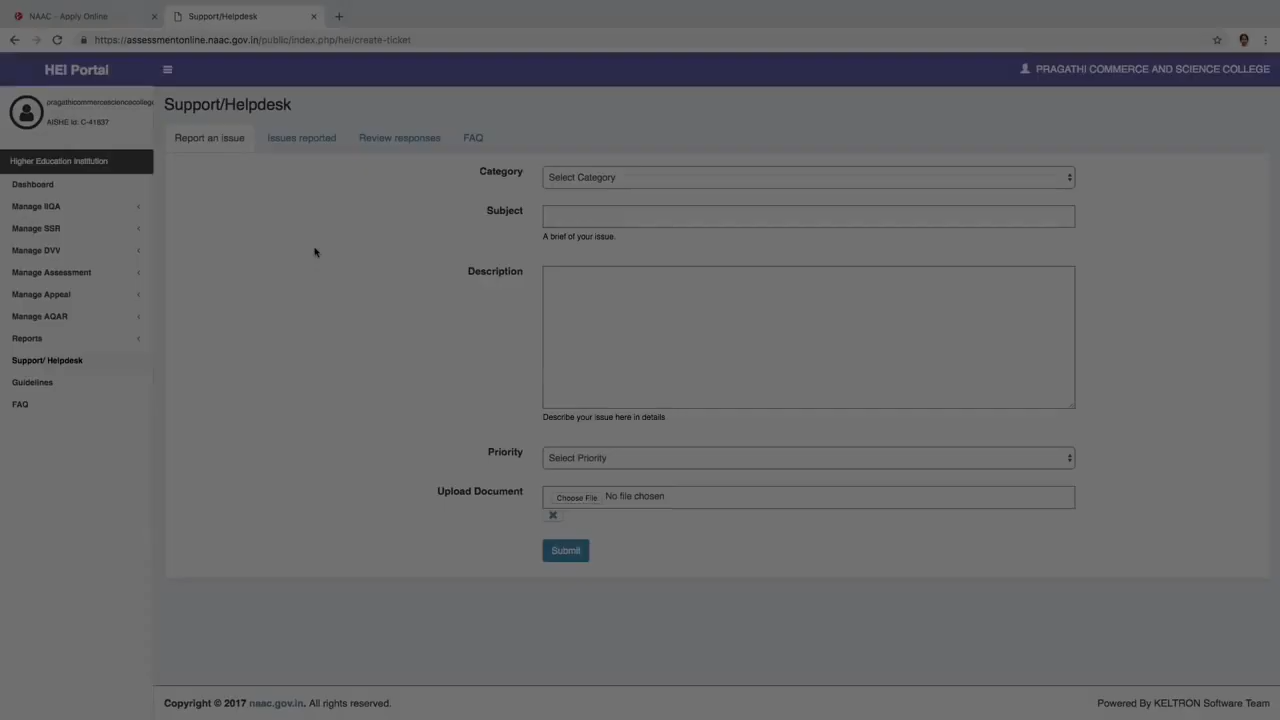 NAAC - Apply Online
Support/Helpdesk
https://assessmentonline.naac.gov.in/public/index.php/hei/create-ticket
HEI Portal
PRAGATHI COMMERCE AND SCIENCE COLLEGE
pragathicommercesciencecollege
AISHE Id: C-41837
Higher Education Institution
Dashboard
Manage IIQA
Manage SSR
Manage DVV
Manage Assessment
Manage Appeal
Manage AQAR
Reports
Support/ Helpdesk
Guidelines
FAQ
Support/Helpdesk
Report an issue
Issues reported
Review responses
FAQ
Category
Select Category
Subject
A brief of your issue.
Description
Describe your issue here in details
Priority
Select Priority
Upload Document
Choose File No file chosen
Submit
Copyright © 2017 naac.gov.in. All rights reserved.
Powered By KELTRON Software Team